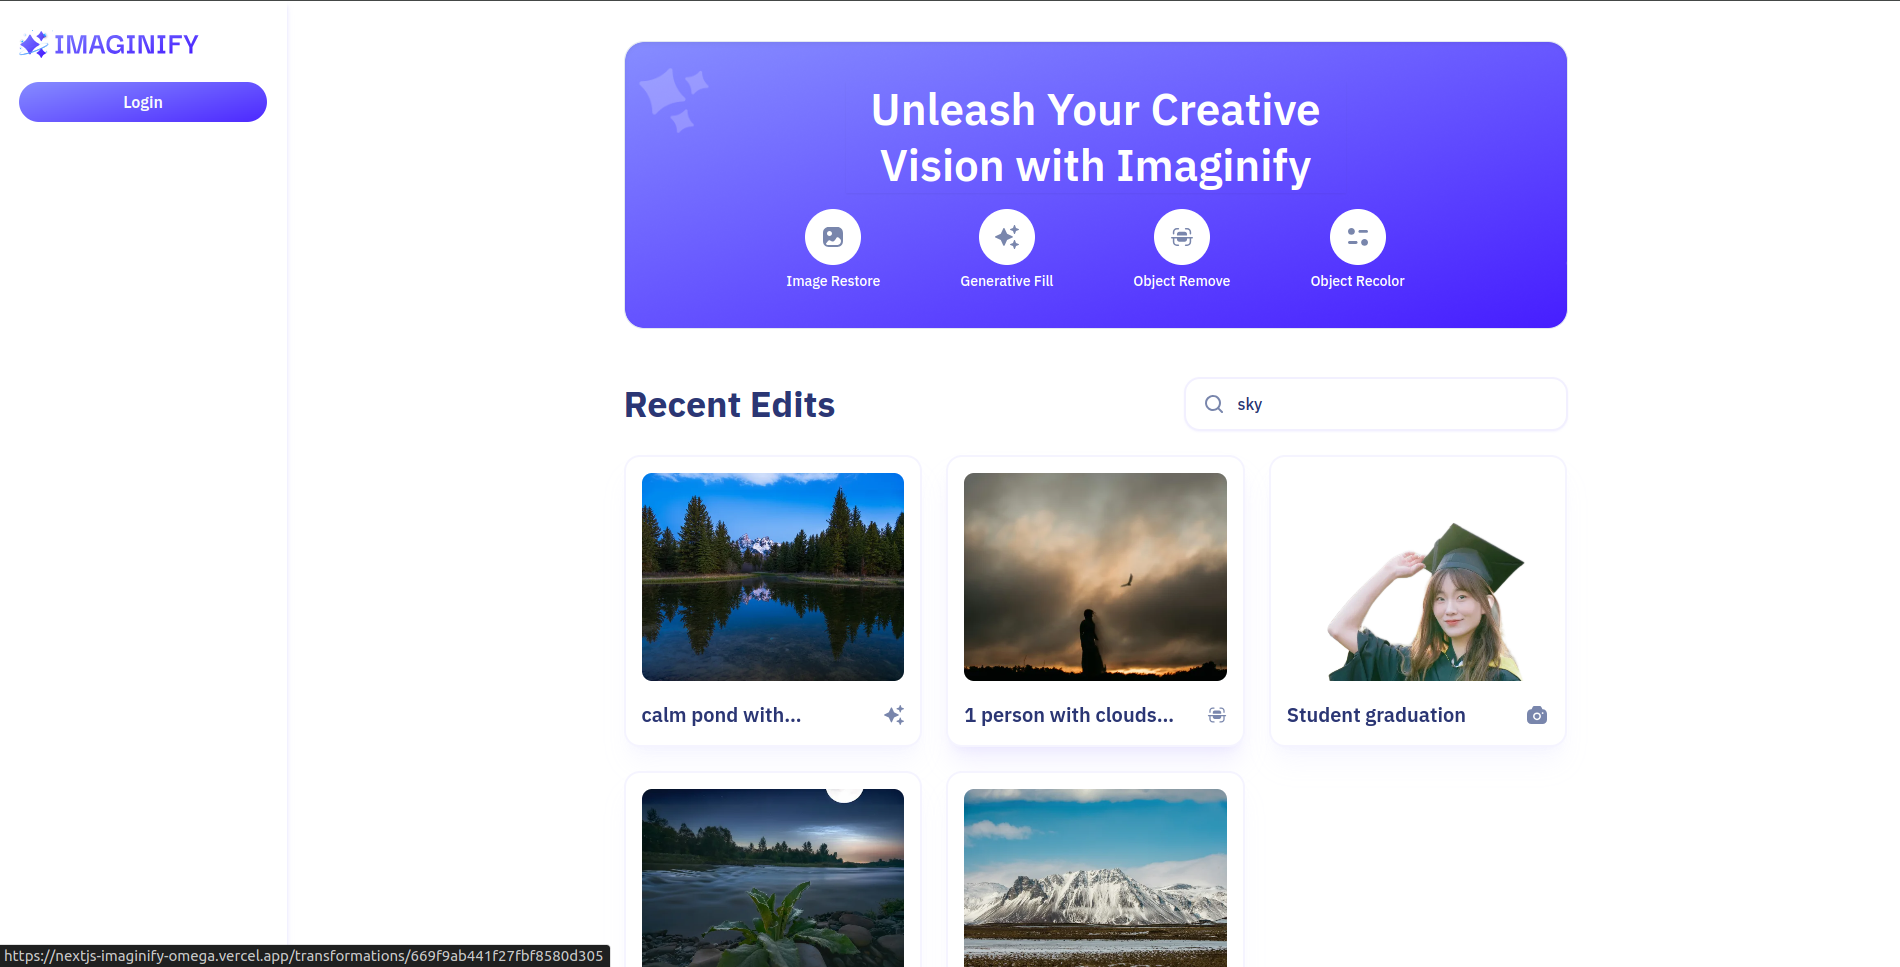 IMAGINIFY
Login
Unleash Your Creative
Vision with Imaginify
Image Restore
Generative Fill
Object Remove
Object Recolor
Recent Edits
sky
calm pond with...
1 person with clouds...
Student graduation
https://nextjs-imaginify-omega.vercel.app/transformations/669f9ab441f27fbf8580d305